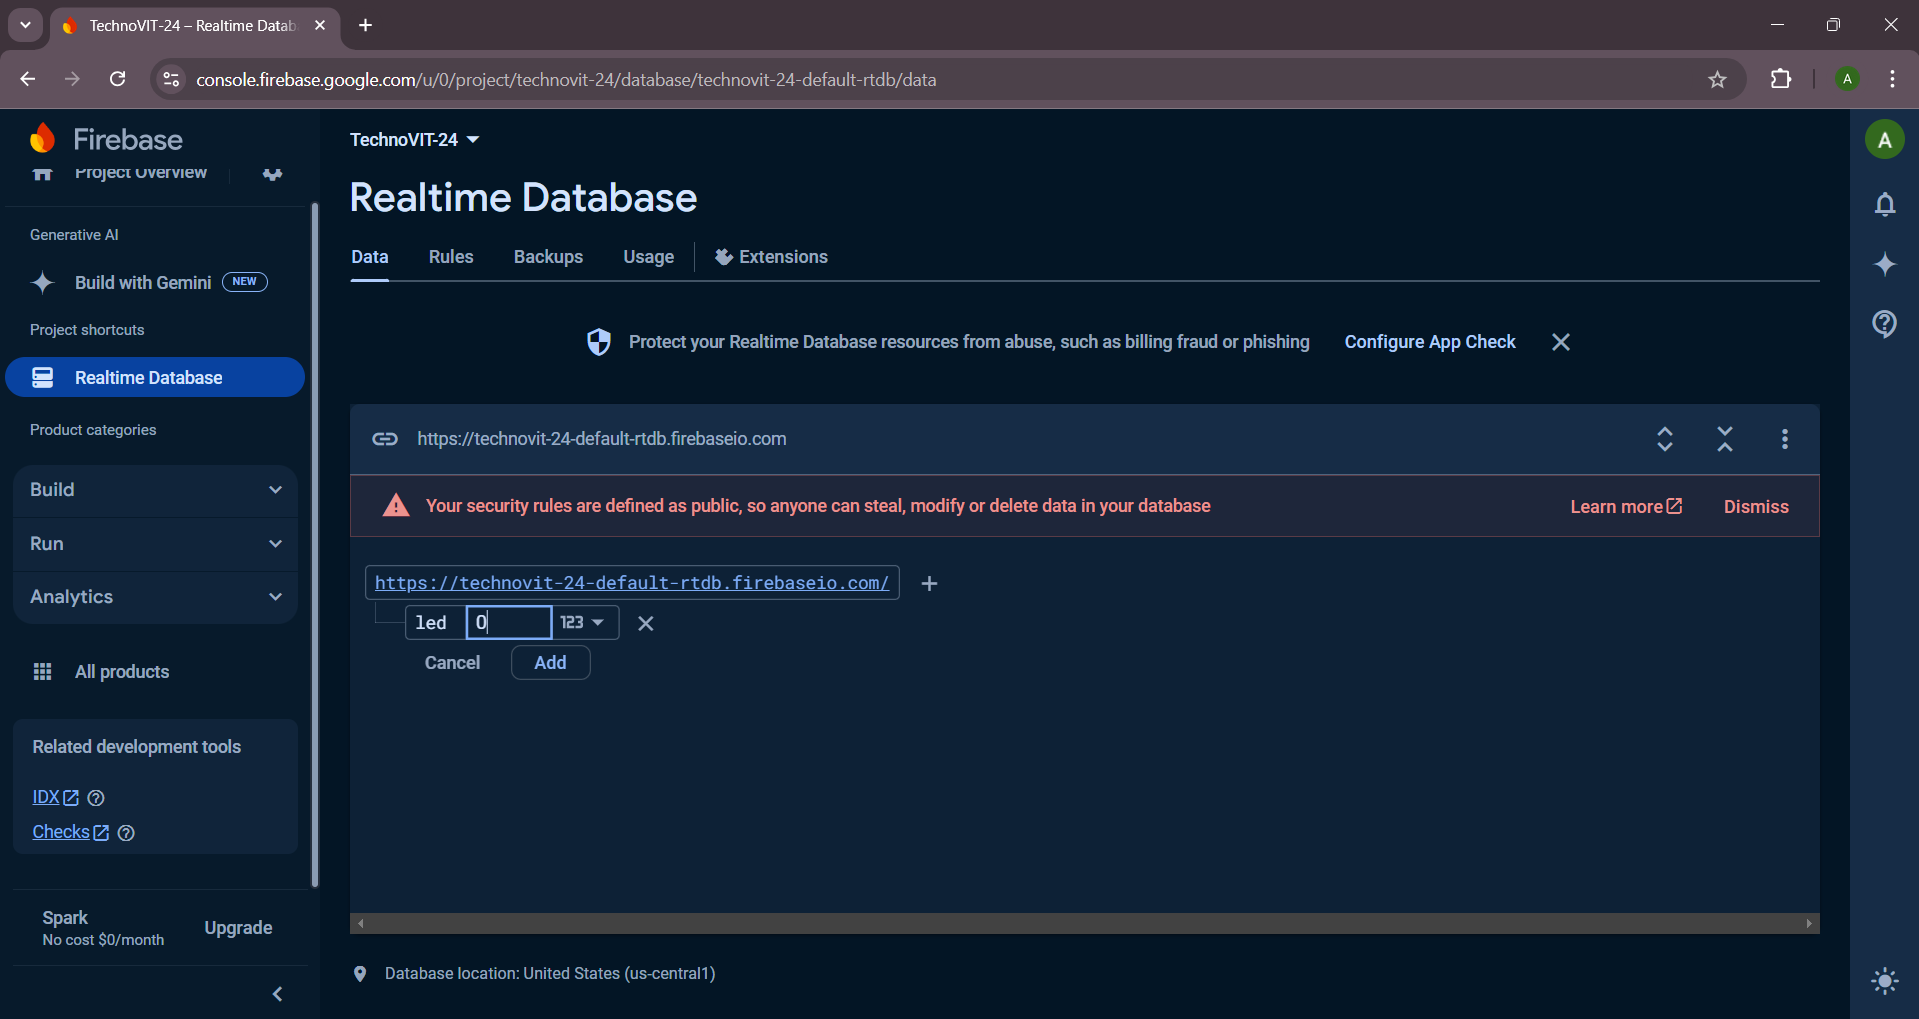 TechnoVIT-24 – Realtime Datab
console.firebase.google.com/u/0/project/technovit-24/database/technovit-24-default-rtdb/data
A
Firebase
Project Overview
Generative AI
Build with Gemini NEW
Project shortcuts
Realtime Database
Product categories
Build
Run
Analytics
All products
Related development tools
IDX
Checks
Spark
No cost $0/month
Upgrade
TechnoVIT-24
Realtime Database
Data Rules Backups Usage Extensions
Protect your Realtime Database resources from abuse, such as billing fraud or phishing Configure App Check
https://technovit-24-default-rtdb.firebaseio.com
Your security rules are defined as public, so anyone can steal, modify or delete data in your database Learn more Dismiss
https://technovit-24-default-rtdb.firebaseio.com/
led 0 123
Cancel Add
Database location: United States (us-central1)
A